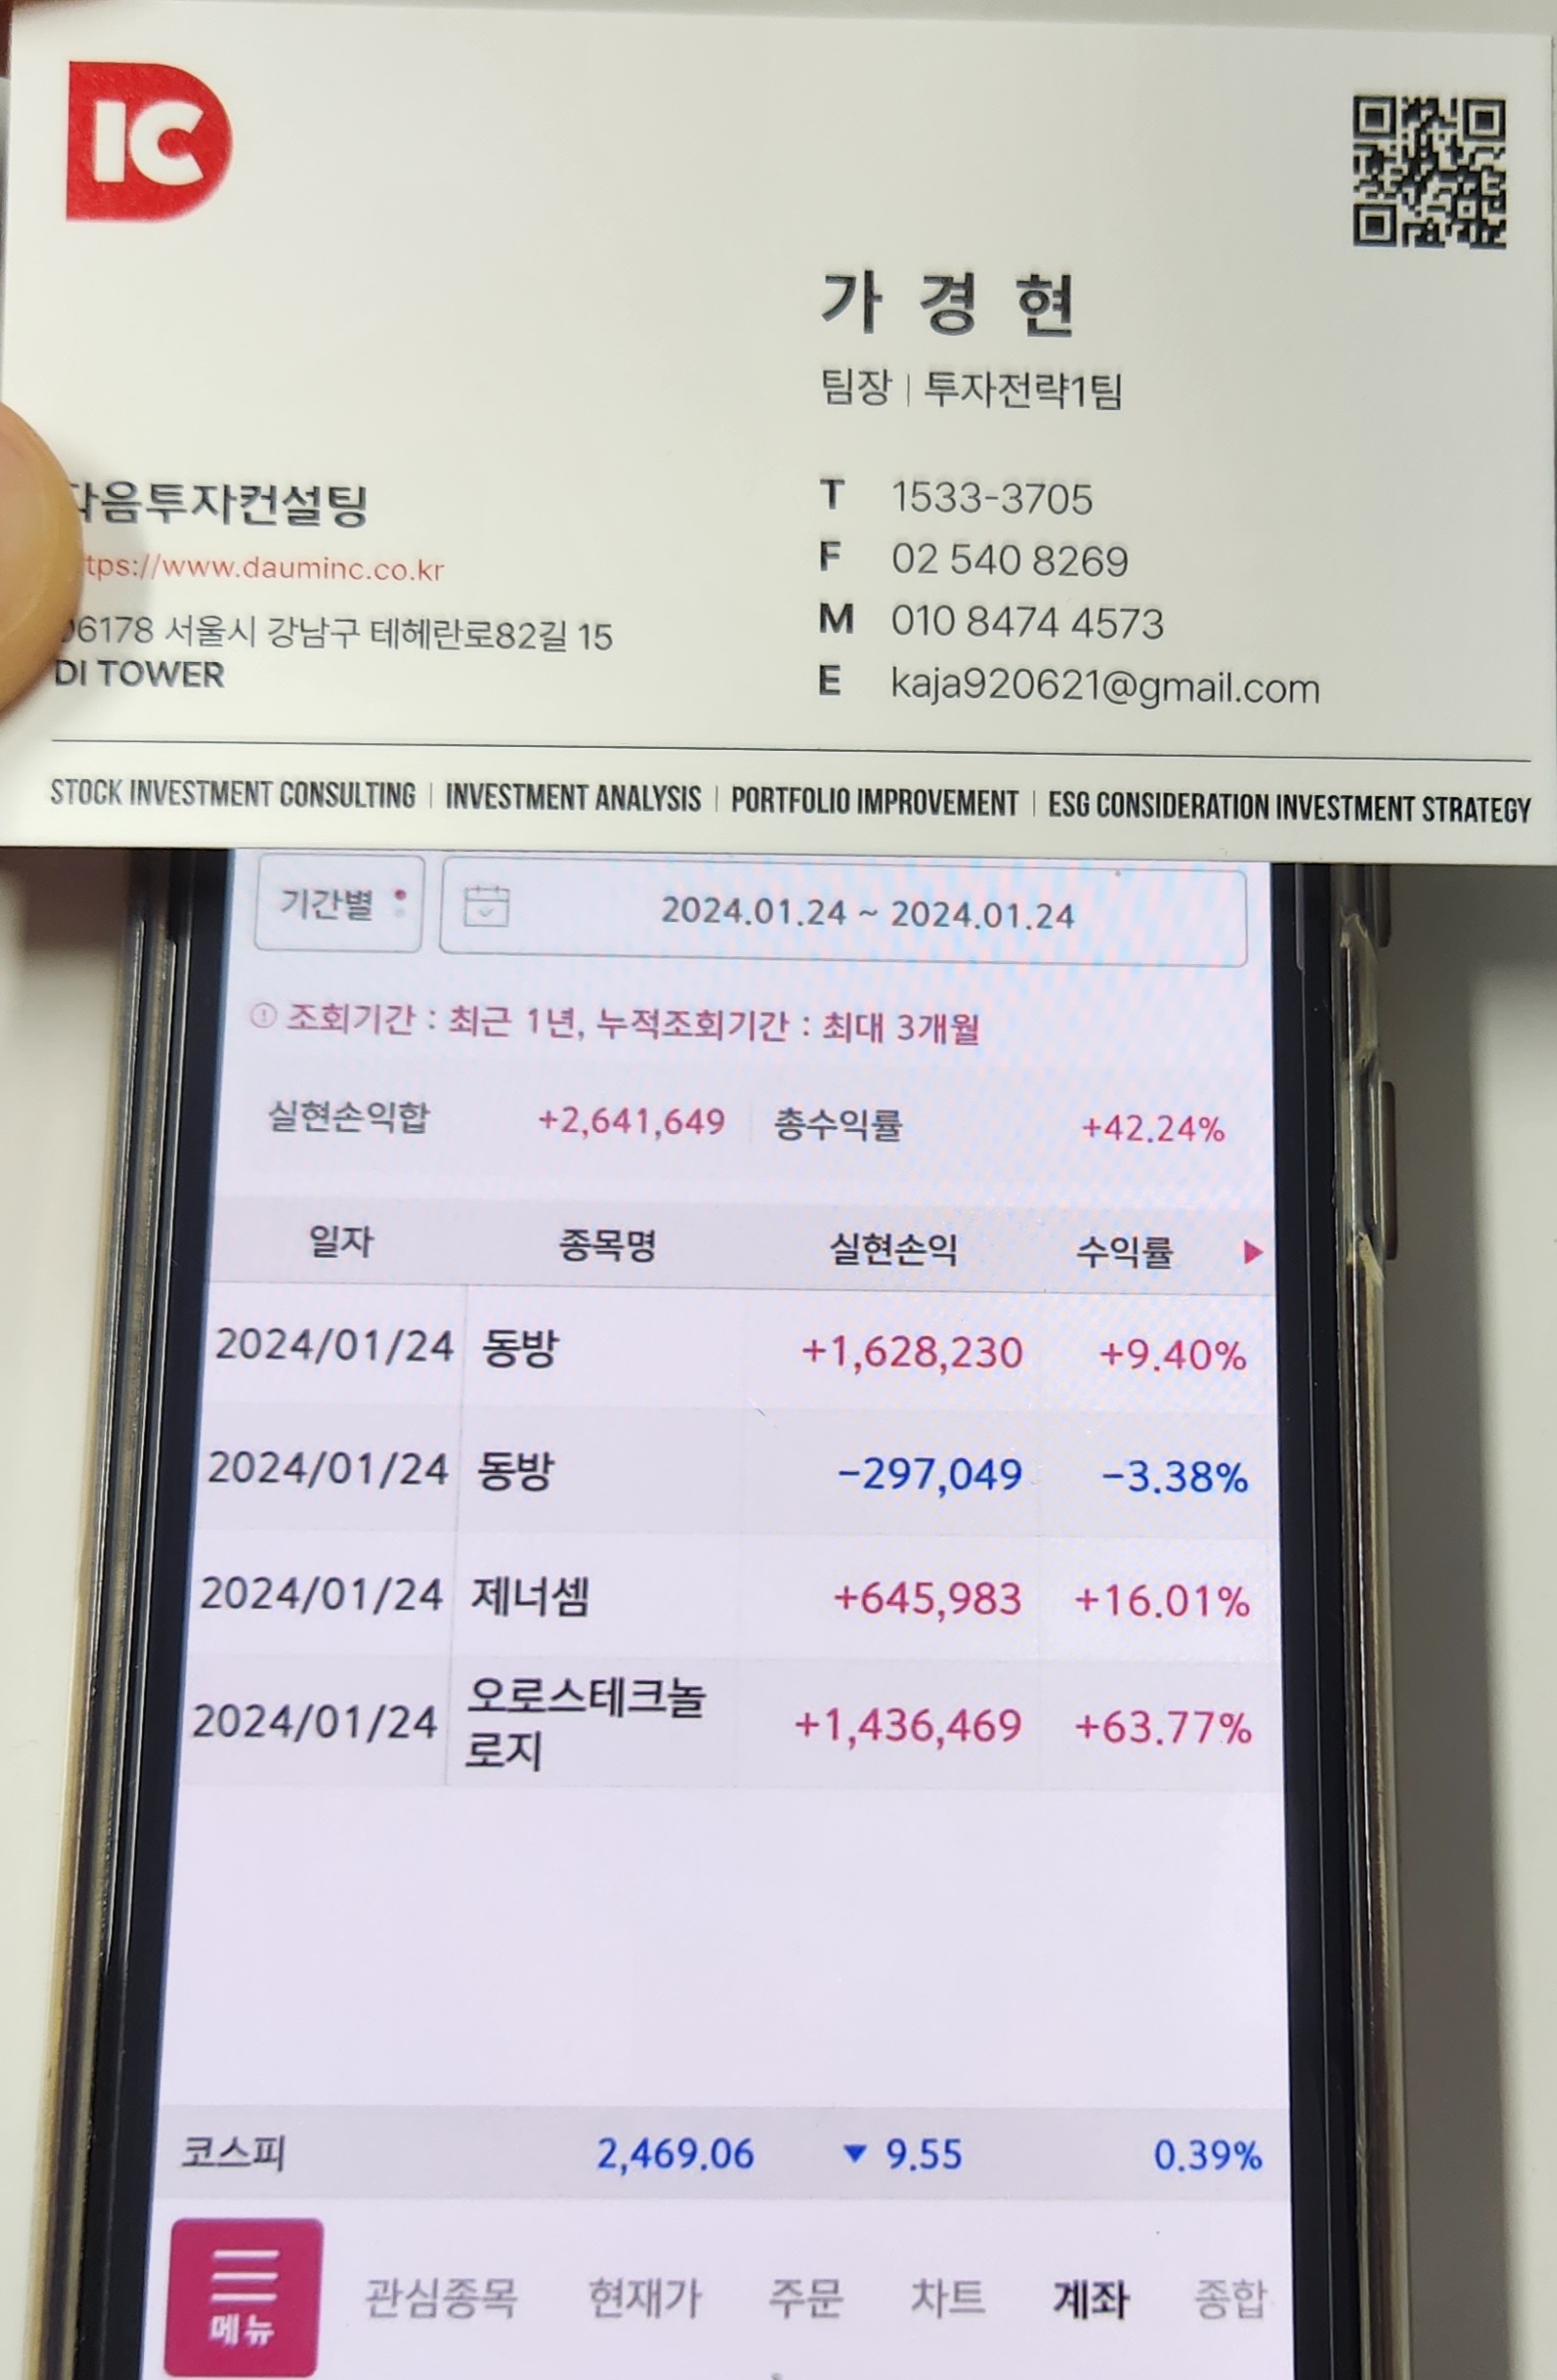 IC
가경현
팀장 | 투자전략1팀
다음투자컨설팅
https://www.dauminc.co.kr
06178 서울시 강남구 테헤란로82길 15
DI TOWER
T 1533-3705
F 02 540 8269
M 010 8474 4573
E kaja920621@gmail.com
STOCK INVESTMENT CONSULTING | INVESTMENT ANALYSIS | PORTFOLIO IMPROVEMENT | ESG CONSIDERATION INVESTMENT STRATEGY
기간별 2024.01.24 ~ 2024.01.24
조회기간 : 최근 1년, 누적조회기간 : 최대 3개월
실현손익합 +2,641,649 총수익률 +42.24%
일자 종목명 실현손익 수익률
2024/01/24 동방 +1,628,230 +9.40%
2024/01/24 동방 -297,049 -3.38%
2024/01/24 제너셈 +645,983 +16.01%
2024/01/24 오로스테크놀
로지 +1,436,469 +63.77%
코스피 2,469.06 ▼ 9.55 0.39%
메뉴 관심종목 현재가 주문 차트 계좌 종합